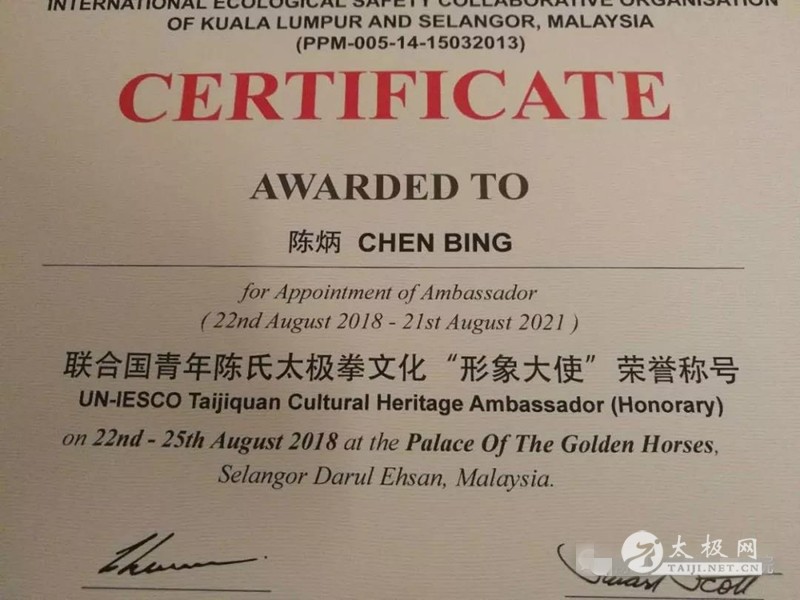 INTERNATIONAL ECOLOGICAL SAFETY COLLABORATIVE ORGANISATION
OF KUALA LUMPUR AND SELANGOR, MALAYSIA
(PPM-005-14-15032013)
CERTIFICATE
AWARDED TO
陈炳 CHEN BING
for Appointment of Ambassador
( 22nd August 2018 - 21st August 2021 )
联合国青年陈氏太极拳文化 “形象大使” 荣誉称号
UN-IESCO Taijiquan Cultural Heritage Ambassador (Honorary)
on 22nd - 25th August 2018 at the Palace Of The Golden Horses,
Selangor Darul Ehsan, Malaysia.
太极网
TAIJI.NET.CN